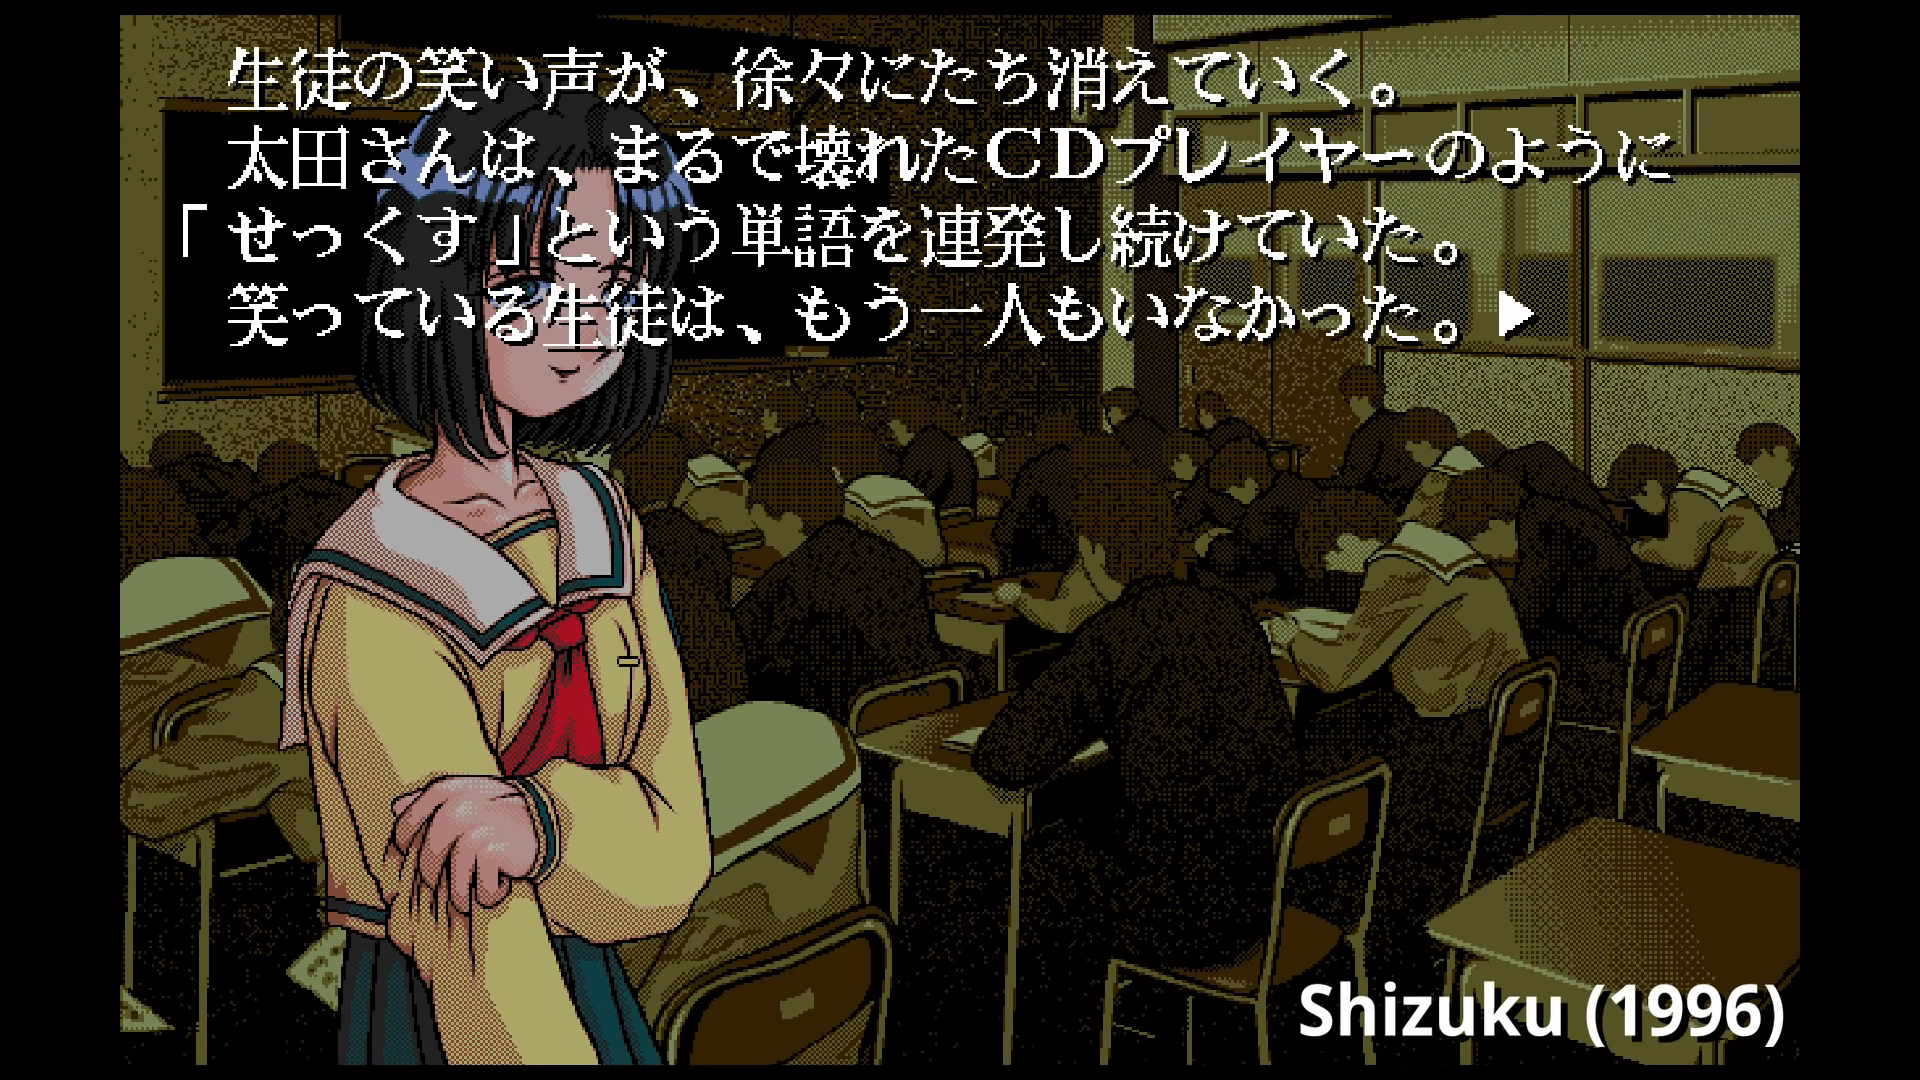 生徒の笑い声が、徐々にたち消えていく。
太田さんは、まるで壊れたＣＤプレイヤーのように
「せっくす」という単語を連発し続けていた。
笑っている生徒は、もう一人もいなかった。▶
Shizuku (1996)